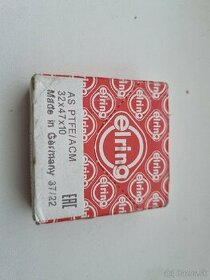 AS PTFE/ACM
32x47x10
Made in Germany 37/22
EAC
elring